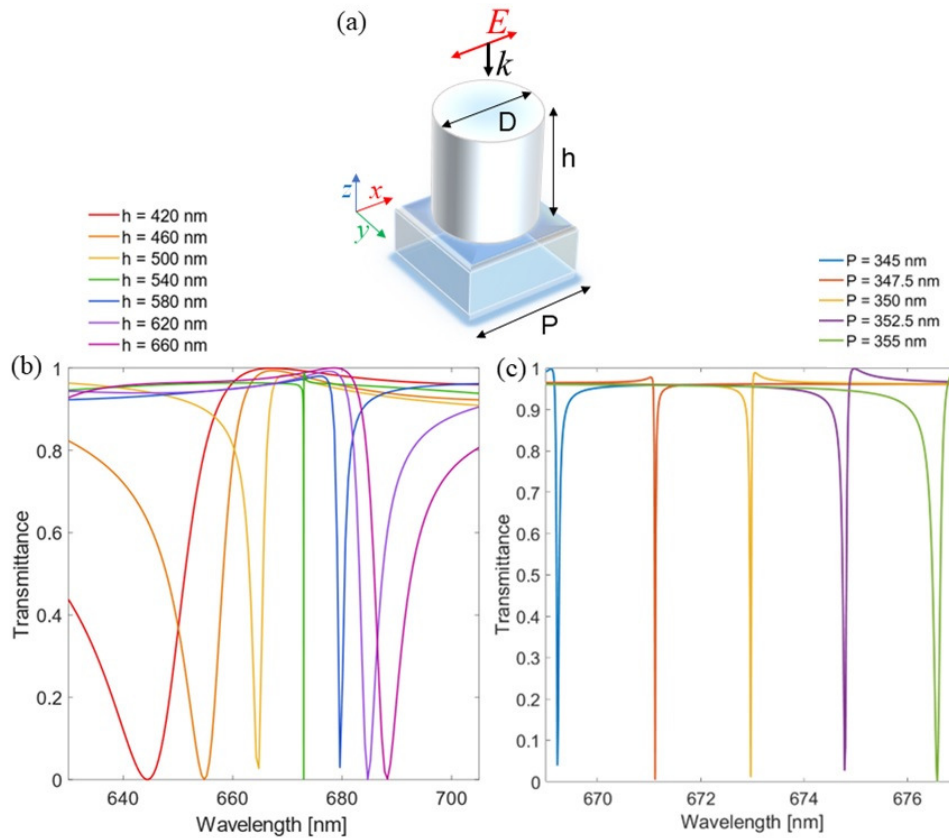 (a)
E
k
D
h
z
x
y
P
h = 420 nm
h = 460 nm
h = 500 nm
h = 540 nm
h = 580 nm
h = 620 nm
h = 660 nm
P = 345 nm
P = 347.5 nm
P = 350 nm
P = 352.5 nm
P = 355 nm
(b)
1
0.8
0.6
0.4
0.2
0
Transmittance
640
660
680
700
Wavelength [nm]
(c)
1
0.9
0.8
0.7
0.6
0.5
0.4
0.3
0.2
0.1
0
Transmittance
670
672
674
676
Wavelength [nm]